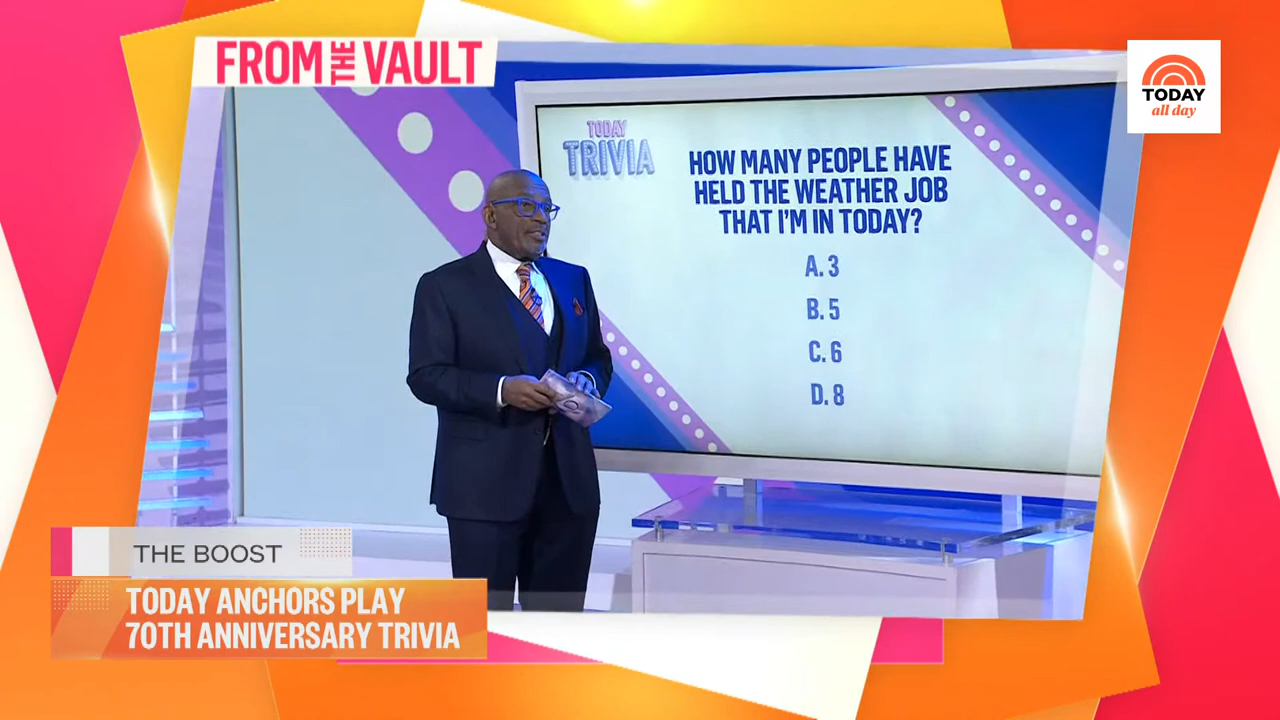 FROM THE VAULT
TODAY
all day
TODAY
TRIVIA
HOW MANY PEOPLE HAVE
HELD THE WEATHER JOB
THAT I'M IN TODAY?
A. 3
B. 5
C. 6
D. 8
THE BOOST
TODAY ANCHORS PLAY
70TH ANNIVERSARY TRIVIA